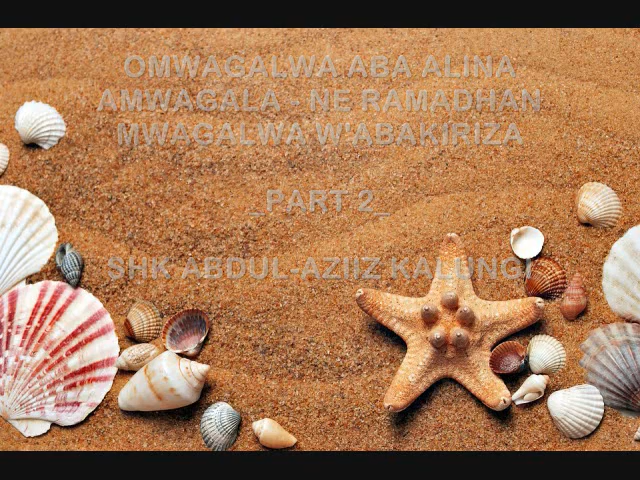 OMWAGALWA ABA ALINA
AMWAGALA - NE RAMADHAN
MWAGALWA W'ABAKIRIZA
_PART 2_
SHK ABDUL-AZIIZ KALUNGI